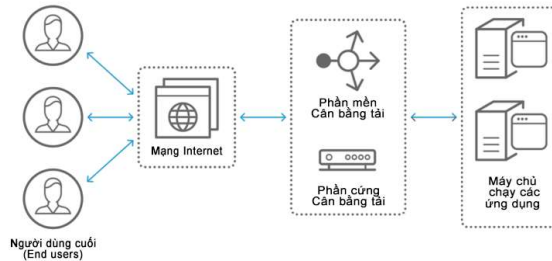 Người dùng cuối
(End users)
Mạng Internet
Phần mền
Cân bằng tải
Phần cứng
Cân bằng tải
Máy chủ
chạy các
ứng dụng